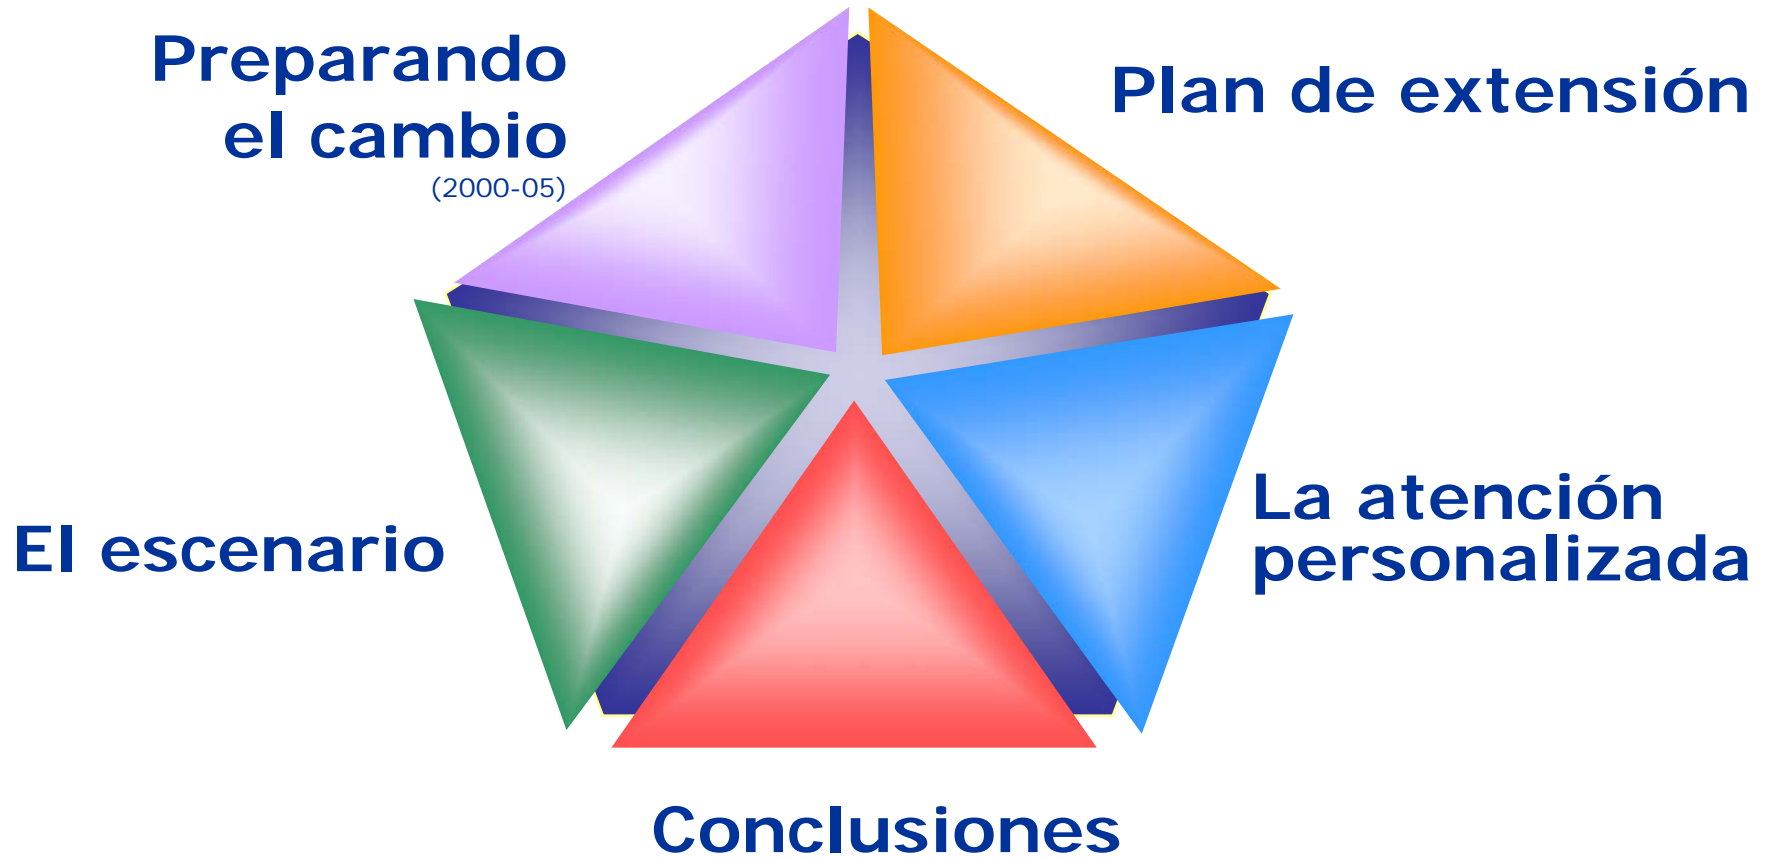 Preparando
el cambio
(2000-05)
Plan de extensión
La atención
personalizada
El escenario
Conclusiones